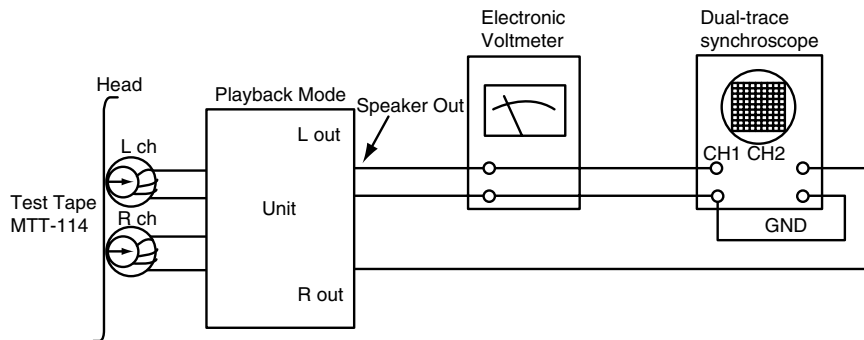 Electronic
Voltmeter
Dual-trace
synchroscope
Head
Playback Mode
Speaker Out
L out
L ch
CH1 CH2
Test Tape
MTT-114
R ch
Unit
GND
R out